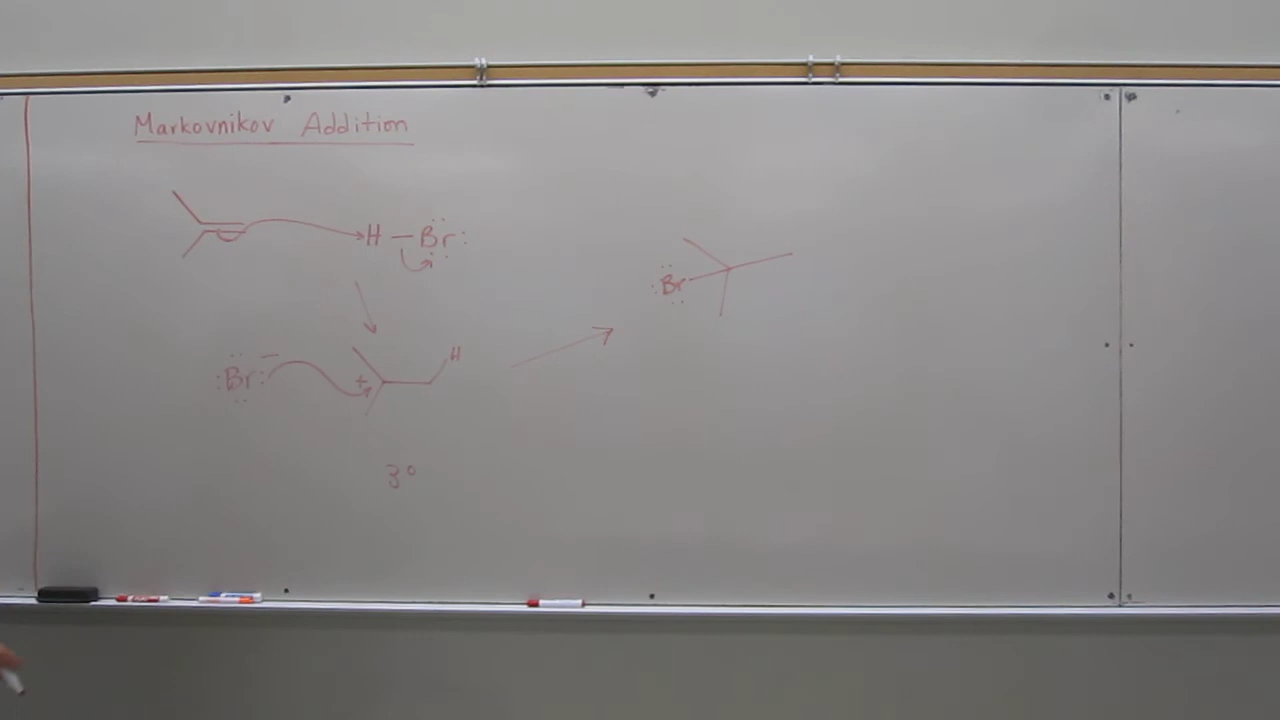 Markovnikov Addition
H — Br:
:Br:⁻ + H
:Br
3°